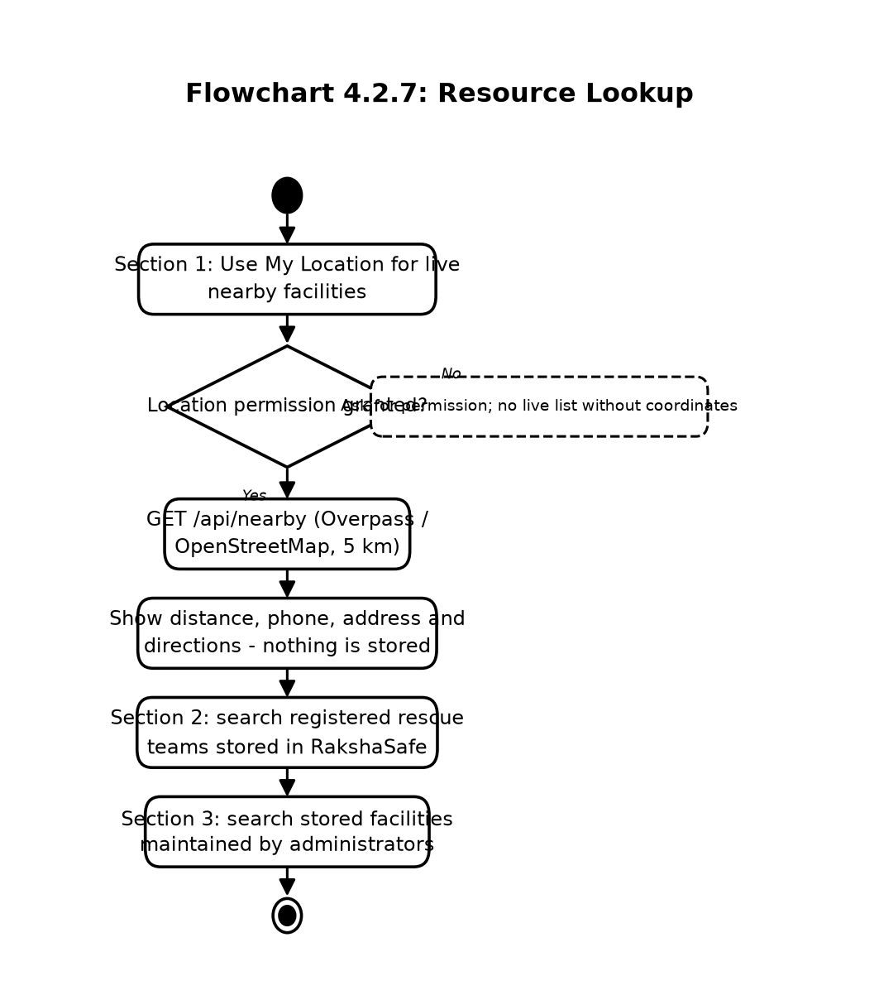 Flowchart 4.2.7: Resource Lookup
Section 1: Use My Location for live
nearby facilities
No
Location permission granted?
Ask for permission; no live list without coordinates
Yes
GET /api/nearby (Overpass /
OpenStreetMap, 5 km)
Show distance, phone, address and
directions - nothing is stored
Section 2: search registered rescue
teams stored in RakshaSafe
Section 3: search stored facilities
maintained by administrators